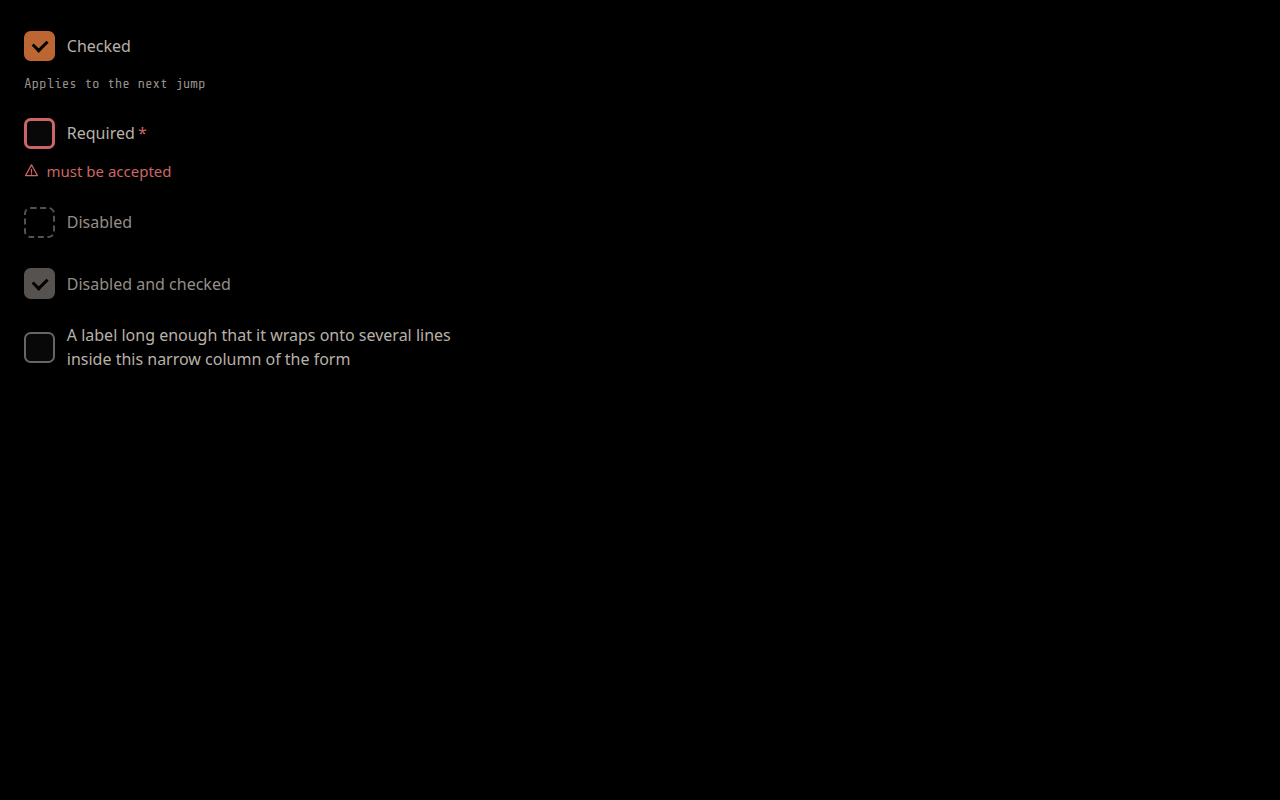 Checked
Applies to the next jump
Required *
must be accepted
Disabled
Disabled and checked
A label long enough that it wraps onto several lines
inside this narrow column of the form